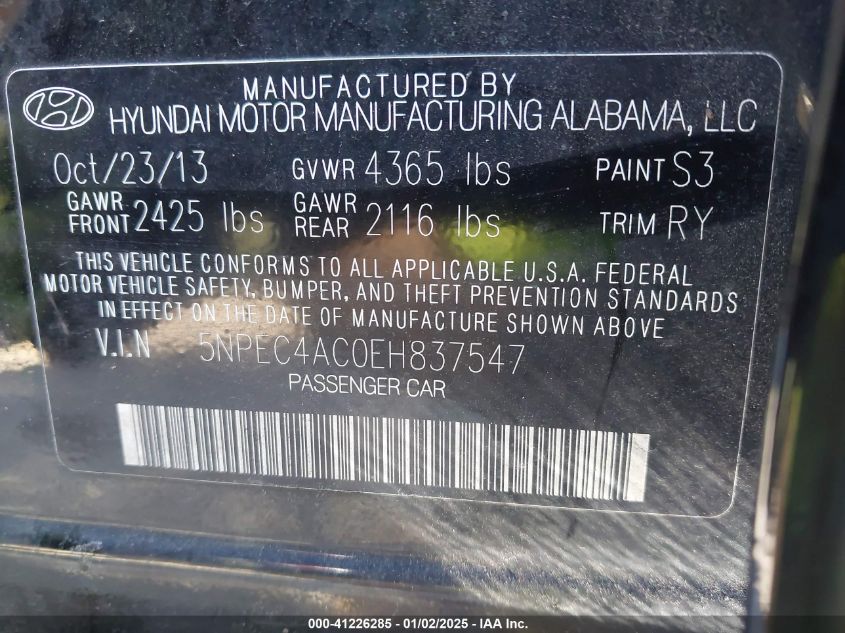 MANUFACTURED BY
HYUNDAI MOTOR MANUFACTURING ALABAMA, LLC
Oct/23/13 GVWR 4365 lbs PAINT S3
GAWR FRONT 2425 lbs GAWR REAR 2116 lbs TRIM RY
THIS VEHICLE CONFORMS TO ALL APPLICABLE U.S.A. FEDERAL
MOTOR VEHICLE SAFETY, BUMPER, AND THEFT PREVENTION STANDARDS
IN EFFECT ON THE DATE OF MANUFACTURE SHOWN ABOVE
V.I.N 5NPEC4AC0EH837547
PASSENGER CAR
000-41226285 - 01/02/2025 - IAA Inc.